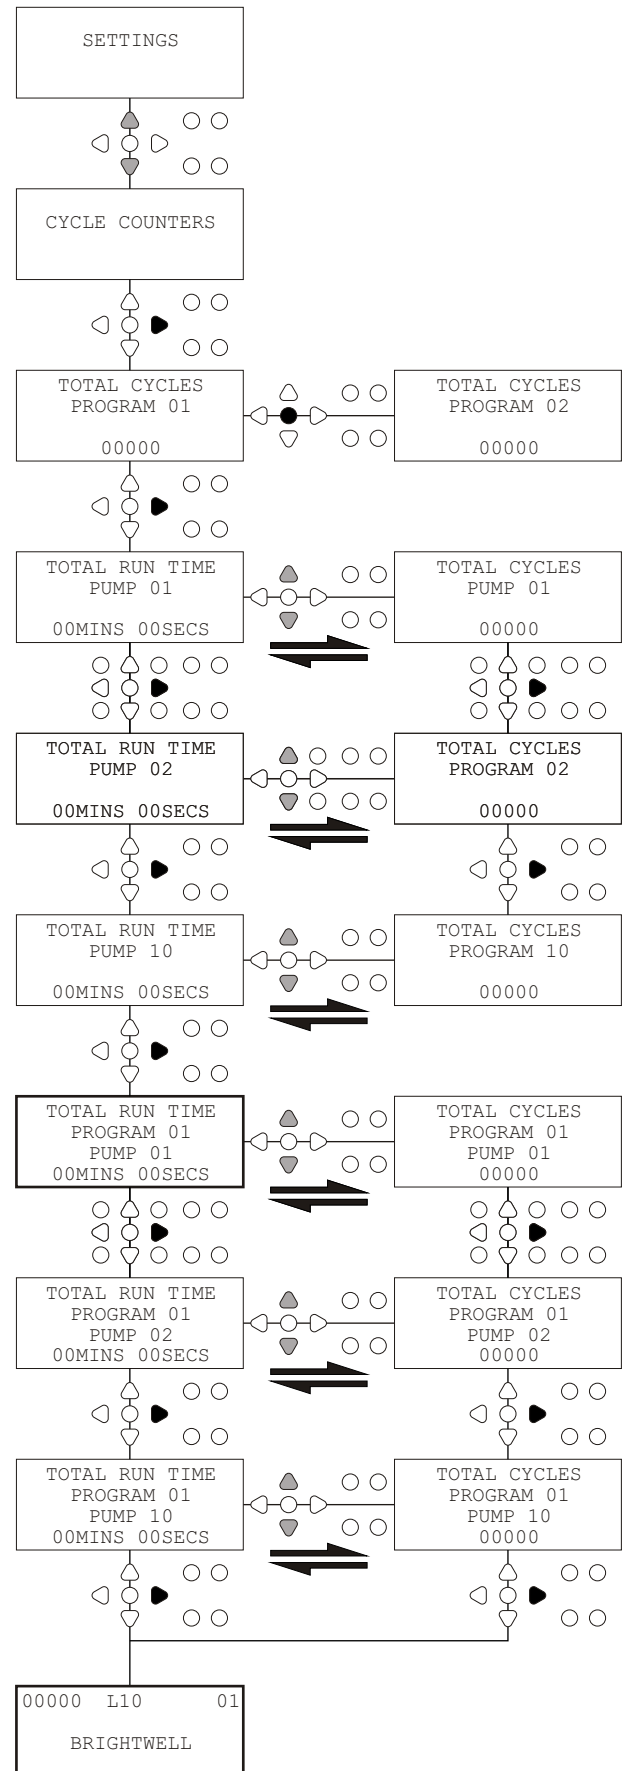 SETTINGS
CYCLE COUNTERS
TOTAL CYCLES
PROGRAM 01
00000
TOTAL CYCLES
PROGRAM 02
00000
TOTAL RUN TIME
PUMP 01
00MINS 00SECS
TOTAL CYCLES
PUMP 01
00000
TOTAL RUN TIME
PUMP 02
00MINS 00SECS
TOTAL CYCLES
PROGRAM 02
00000
TOTAL RUN TIME
PUMP 10
00MINS 00SECS
TOTAL CYCLES
PROGRAM 10
00000
TOTAL RUN TIME
PROGRAM 01
PUMP 01
00MINS 00SECS
TOTAL CYCLES
PROGRAM 01
PUMP 01
00000
TOTAL RUN TIME
PROGRAM 01
PUMP 02
00MINS 00SECS
TOTAL CYCLES
PROGRAM 01
PUMP 02
00000
TOTAL RUN TIME
PROGRAM 01
PUMP 10
00MINS 00SECS
TOTAL CYCLES
PROGRAM 01
PUMP 10
00000
00000 L10 01
BRIGHTWELL